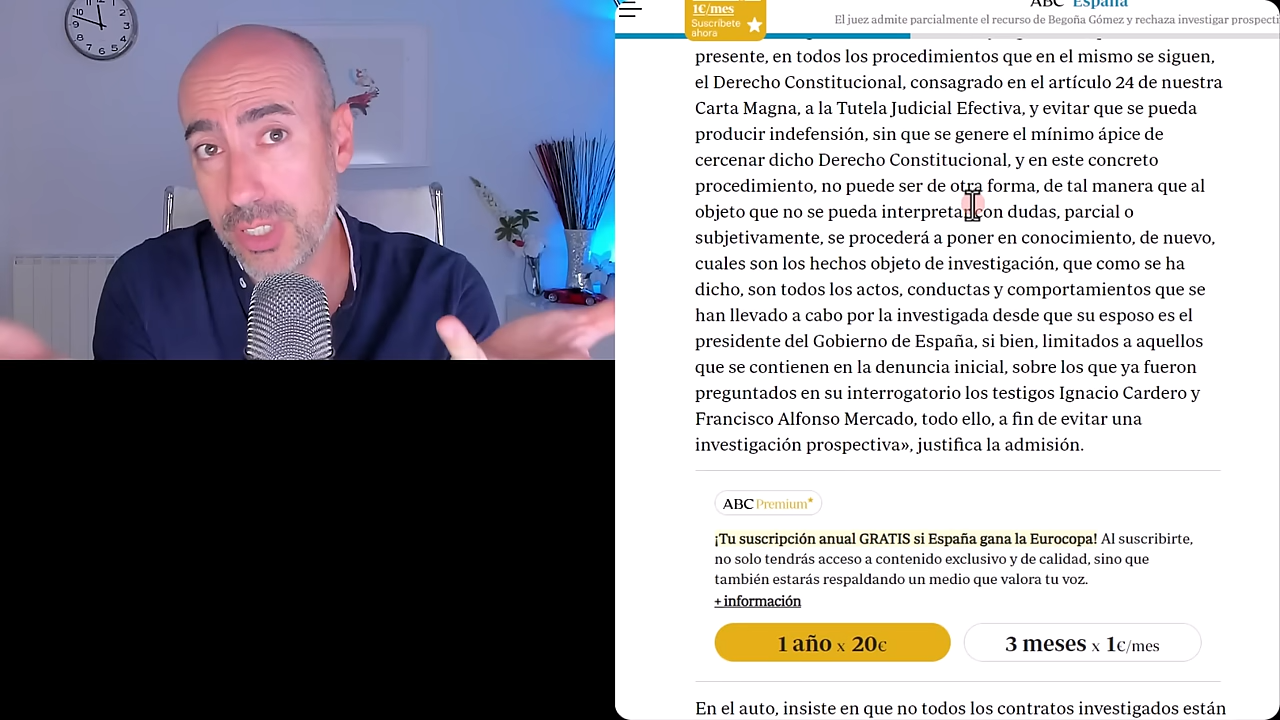 1€/mes
Suscríbete
ahora
ABC España
El juez admite parcialmente el recurso de Begoña Gómez y rechaza investigar
presente, en todos los procedimientos que en el mismo se siguen,
el Derecho Constitucional, consagrado en el artículo 24 de nuestra
Carta Magna, a la Tutela Judicial Efectiva, y evitar que se pueda
producir indefensión, sin que se genere el mínimo ápice de
cercenar dicho Derecho Constitucional, y en este concreto
procedimiento, no puede ser de otra forma, de tal manera que al
objeto que no se pueda interpretar con dudas, parcial o
subjetivamente, se procederá a poner en conocimiento, de nuevo,
cuales son los hechos objeto de investigación, que como se ha
dicho, son todos los actos, conductas y comportamientos que se
han llevado a cabo por la investigada desde que su esposo es el
presidente del Gobierno de España, si bien, limitados a aquellos
que se contienen en la denuncia inicial, sobre los que ya fueron
preguntados en su interrogatorio los testigos Ignacio Cardero y
Francisco Alfonso Mercado, todo ello, a fin de evitar una
investigación prospectiva», justifica la admisión.
ABC Premium*
¡Tu suscripción anual GRATIS si España gana la Eurocopa! Al suscribirte,
no solo tendrás acceso a contenido exclusivo y de calidad, sino que
también estarás respaldando un medio que valora tu voz.
+ información
1 año x 20€
3 meses x 1€/mes
En el auto, insiste en que no todos los contratos investigados están